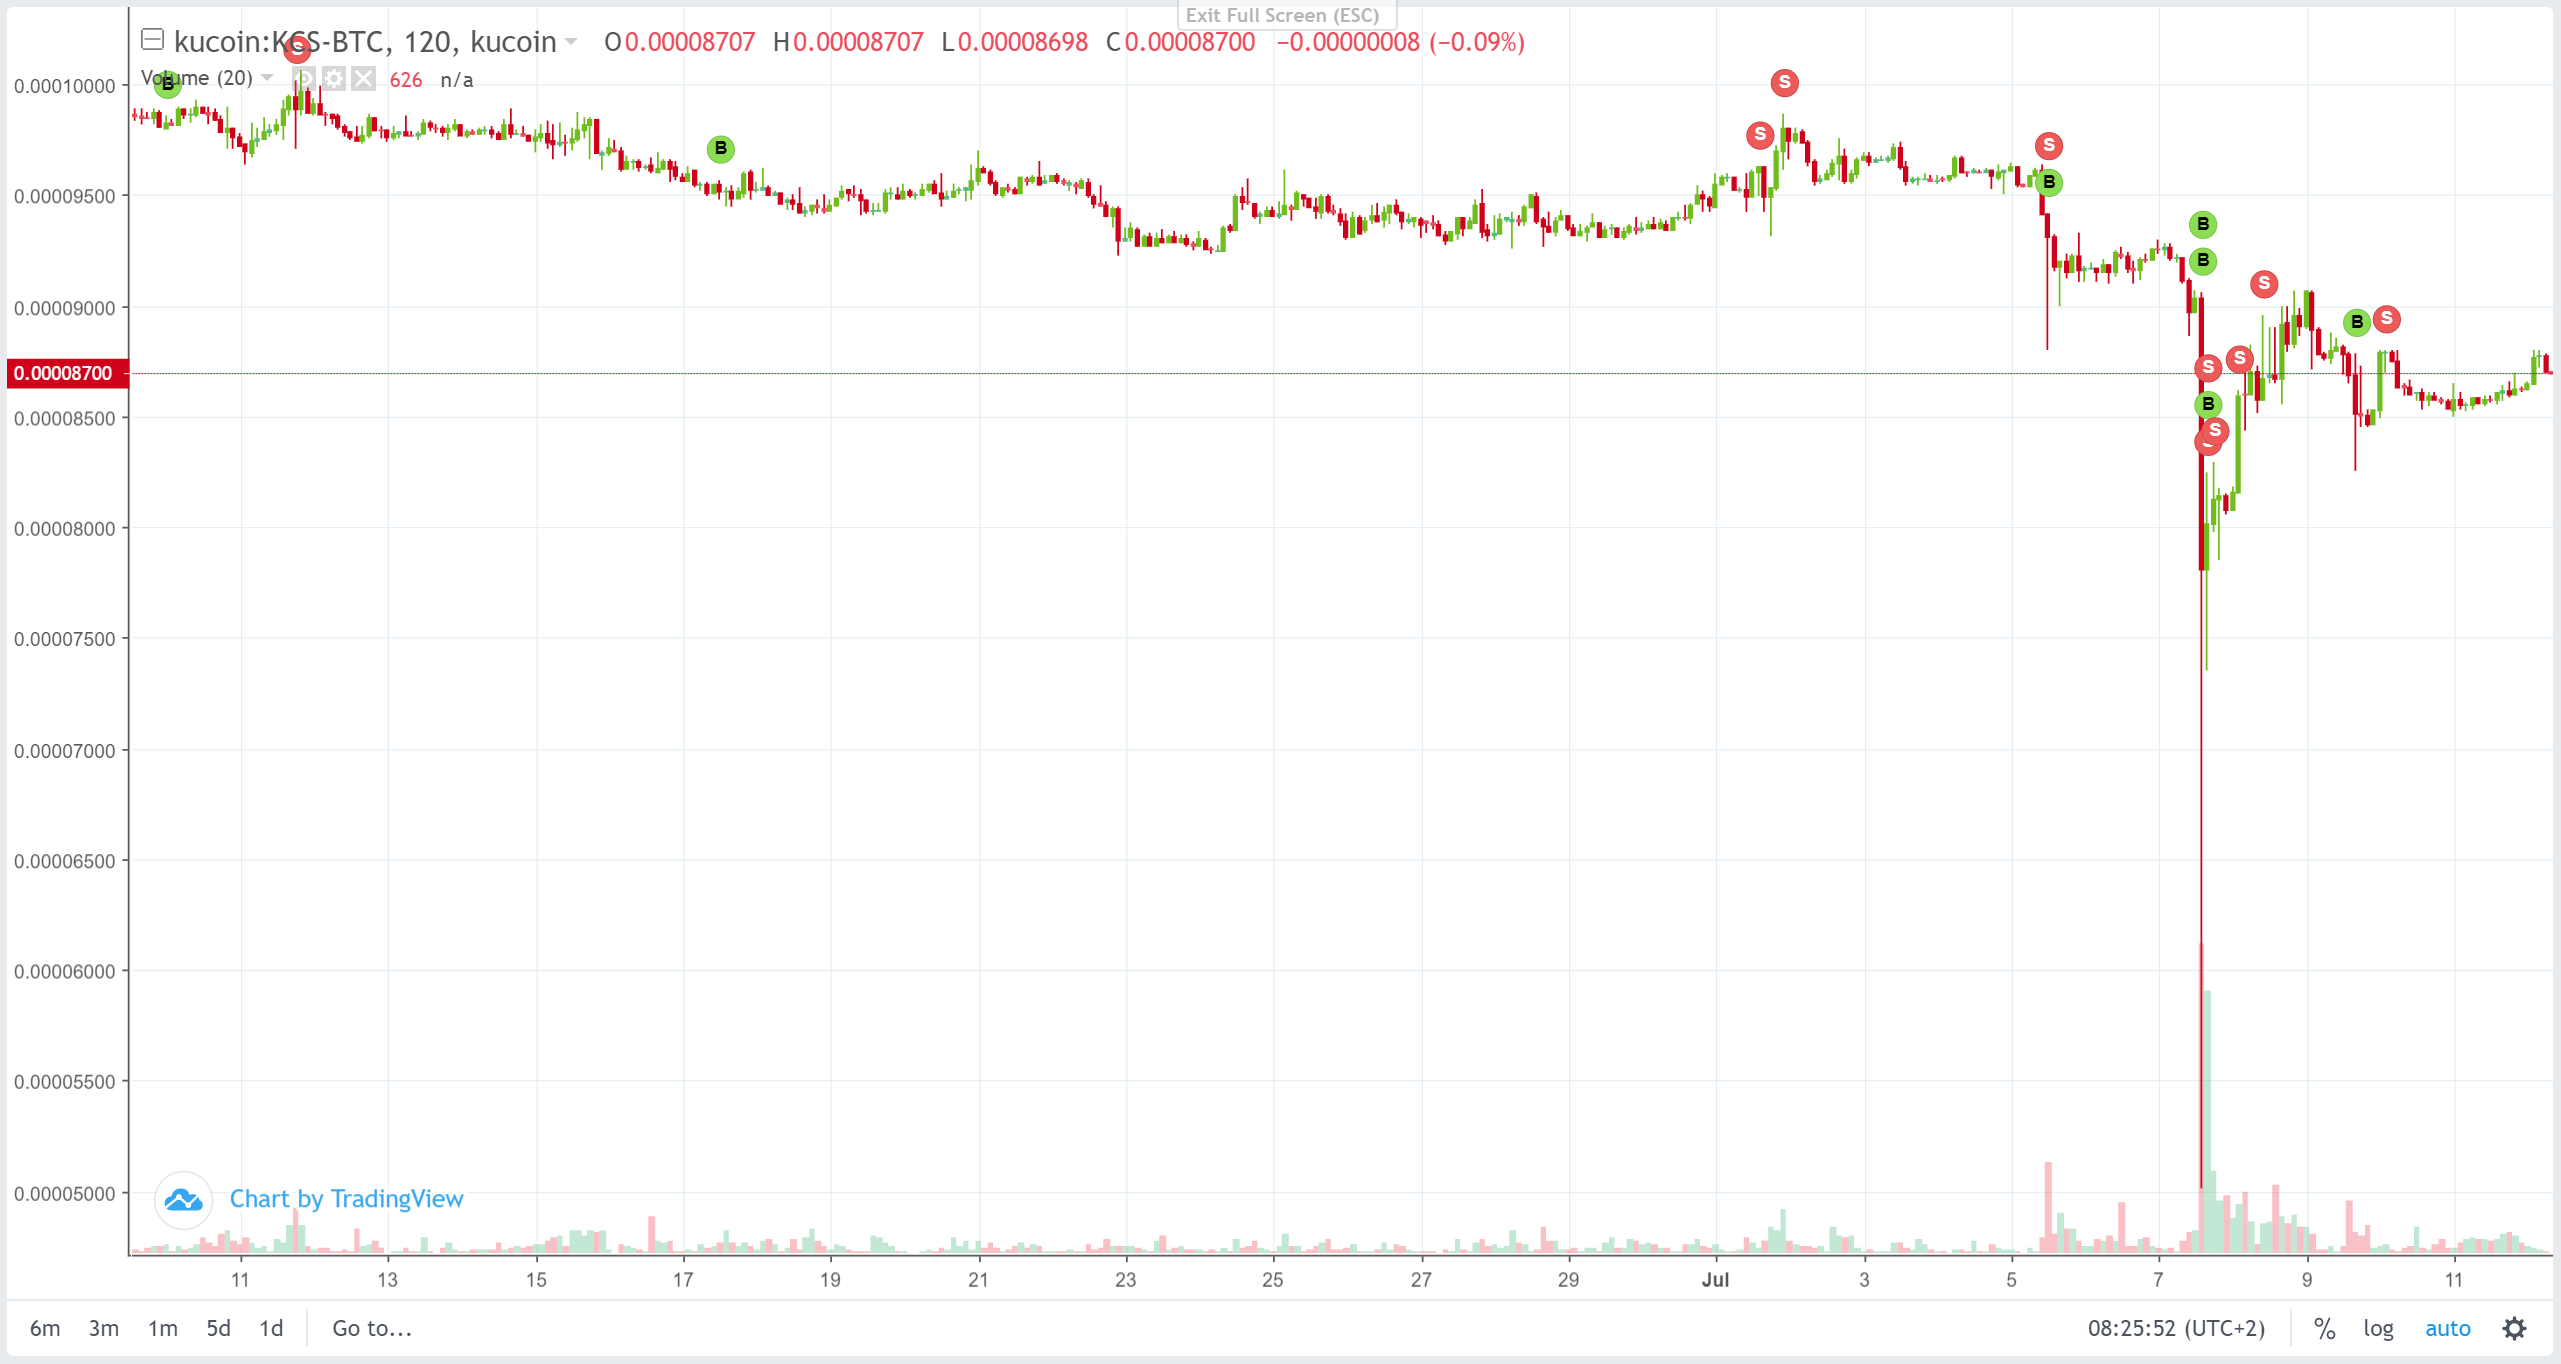 Exit Full Screen (ESC)
kucoin:KCS-BTC, 120, kucoin O0.00008707 H0.00008707 L0.00008698 C0.00008700 −0.00000008 (−0.09%)
Volume (20) 626 n/a
S
B
B
S
S
S
B
B
B
S
B
S
S
S
B
S
S
0.00010000
0.00009500
0.00009000
0.00008700
0.00008500
0.00008000
0.00007500
0.00007000
0.00006500
0.00006000
0.00005500
0.00005000
Chart by TradingView
11 13 15 17 19 21 23 25 27 29 Jul 3 5 7 9 11
6m 3m 1m 5d 1d Go to... 08:25:52 (UTC+2) % log auto